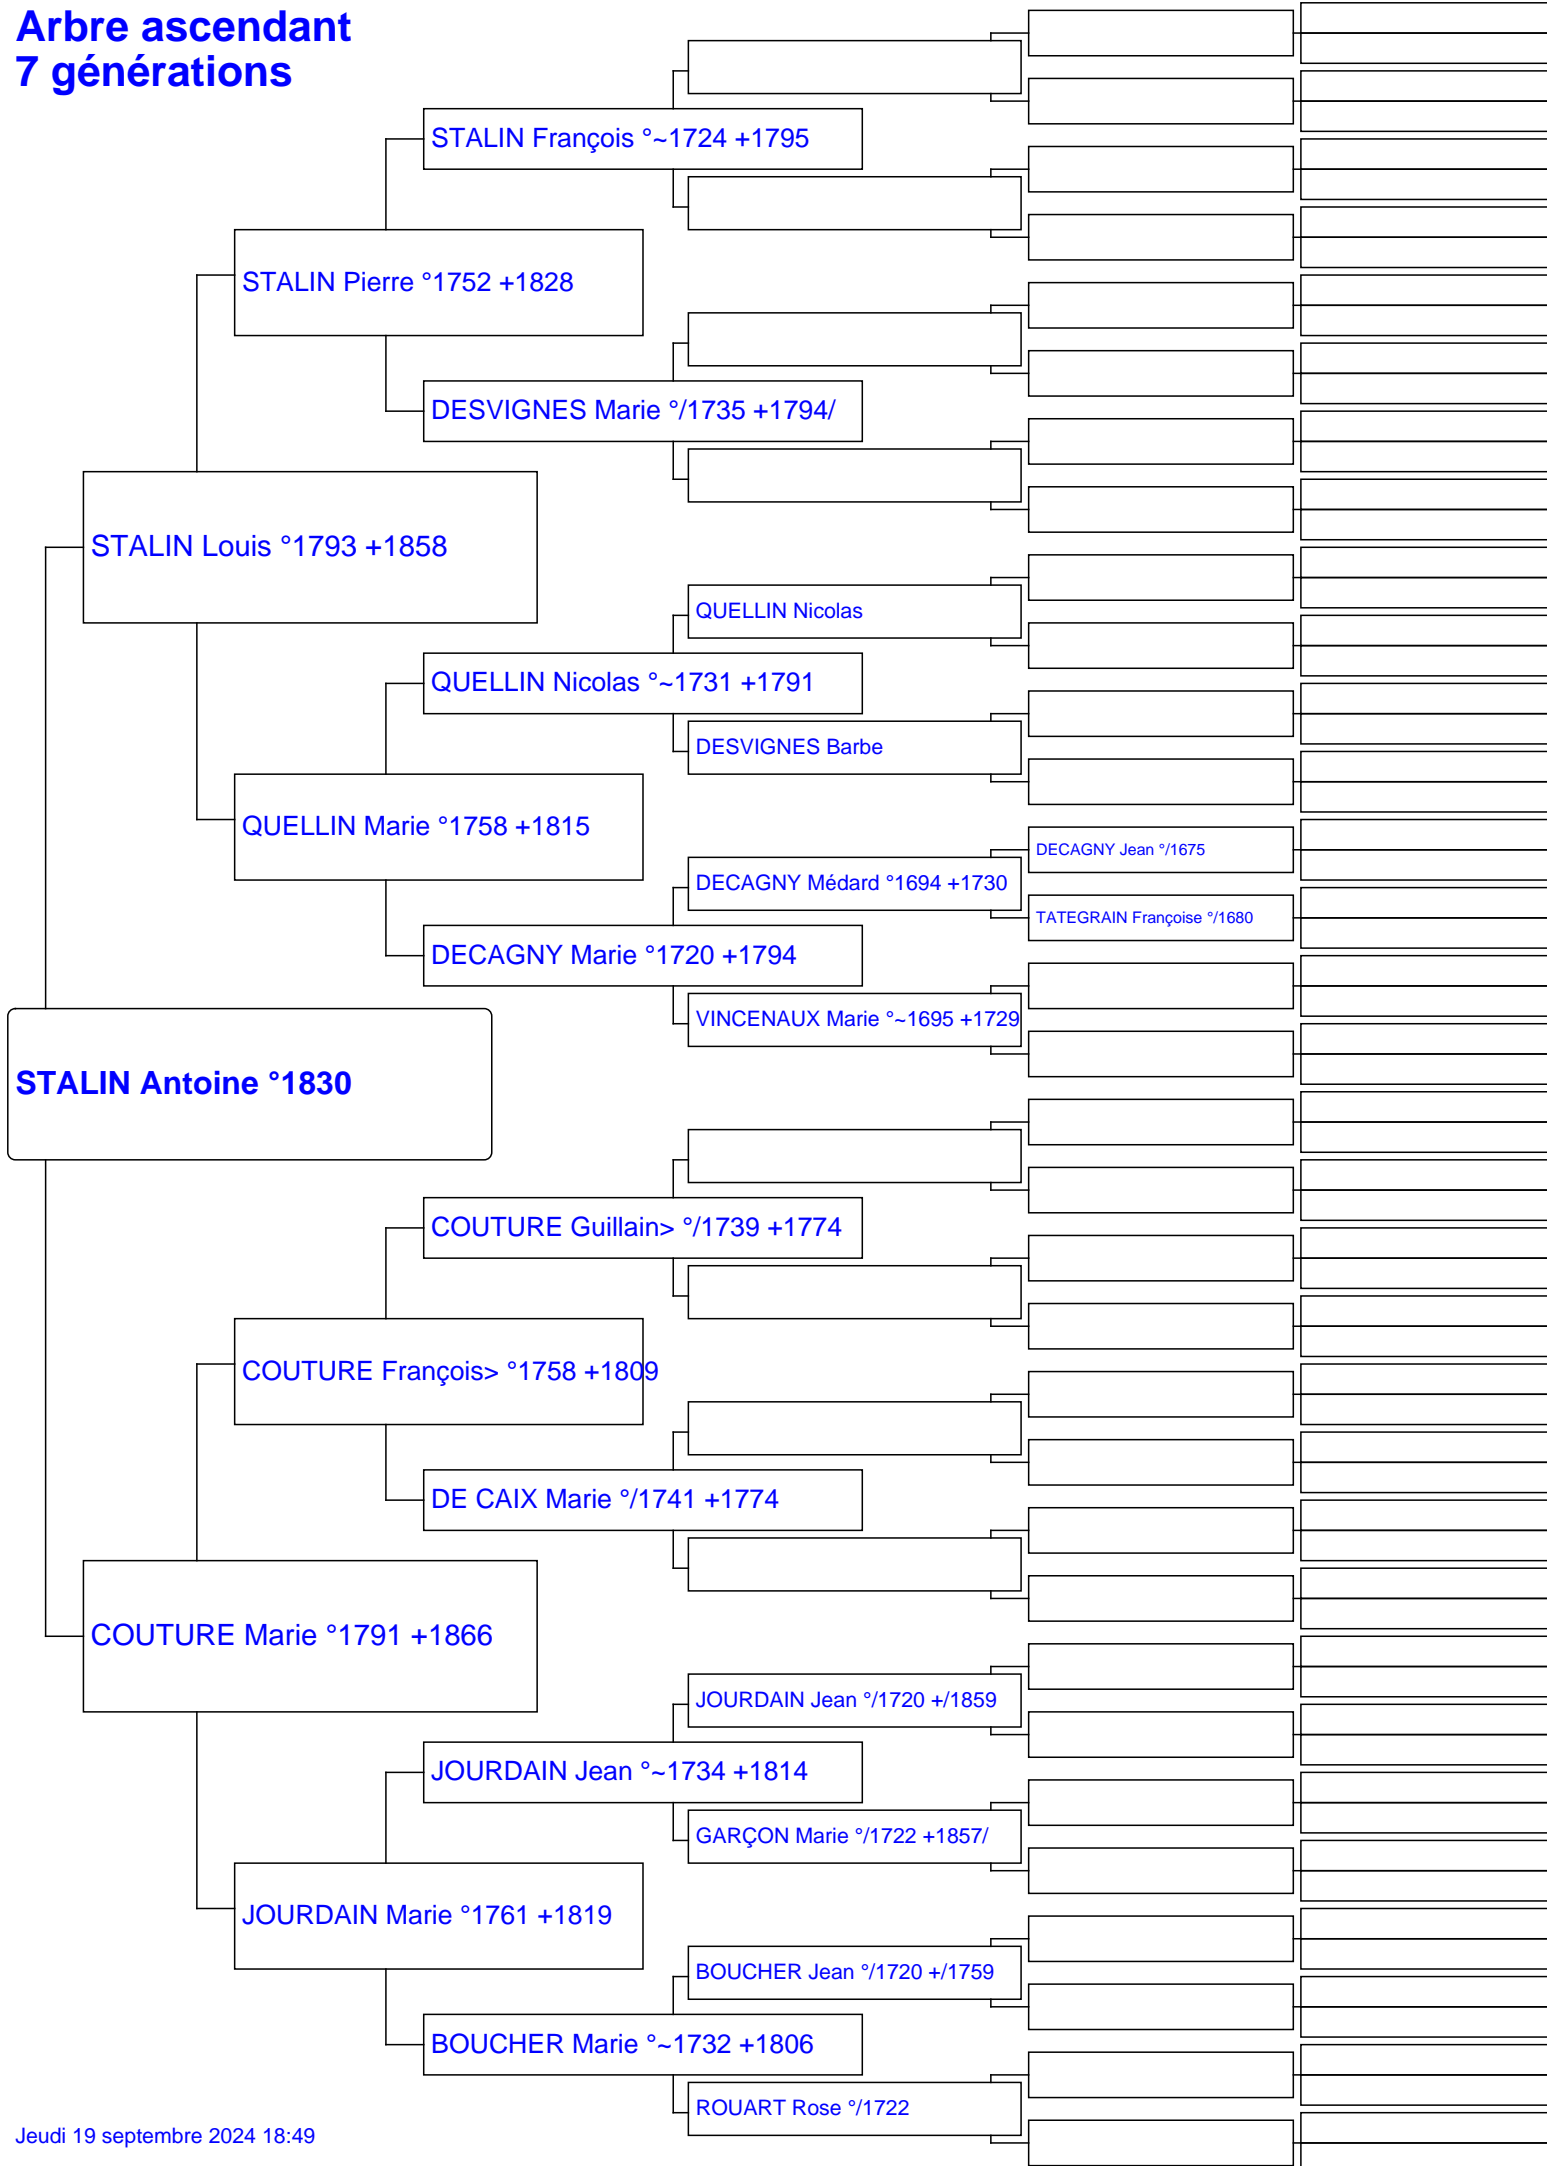 Arbre ascendant
7 générations
STALIN François °~1724 +1795
STALIN Pierre °1752 +1828
DESVIGNES Marie °/1735 +1794/
STALIN Louis °1793 +1858
QUELLIN Nicolas
QUELLIN Nicolas °~1731 +1791
DESVIGNES Barbe
QUELLIN Marie °1758 +1815
DECAGNY Jean °/1675
DECAGNY Médard °1694 +1730
TATEGRAIN Françoise °/1680
DECAGNY Marie °1720 +1794
VINCENAUX Marie °~1695 +1729
STALIN Antoine °1830
COUTURE Guillain> °/1739 +1774
COUTURE François> °1758 +1809
DE CAIX Marie °/1741 +1774
COUTURE Marie °1791 +1866
JOURDAIN Jean °/1720 +/1859
JOURDAIN Jean °~1734 +1814
GARÇON Marie °/1722 +1857/
JOURDAIN Marie °1761 +1819
BOUCHER Jean °/1720 +/1759
BOUCHER Marie °~1732 +1806
ROUART Rose °/1722
Jeudi 19 septembre 2024 18:49